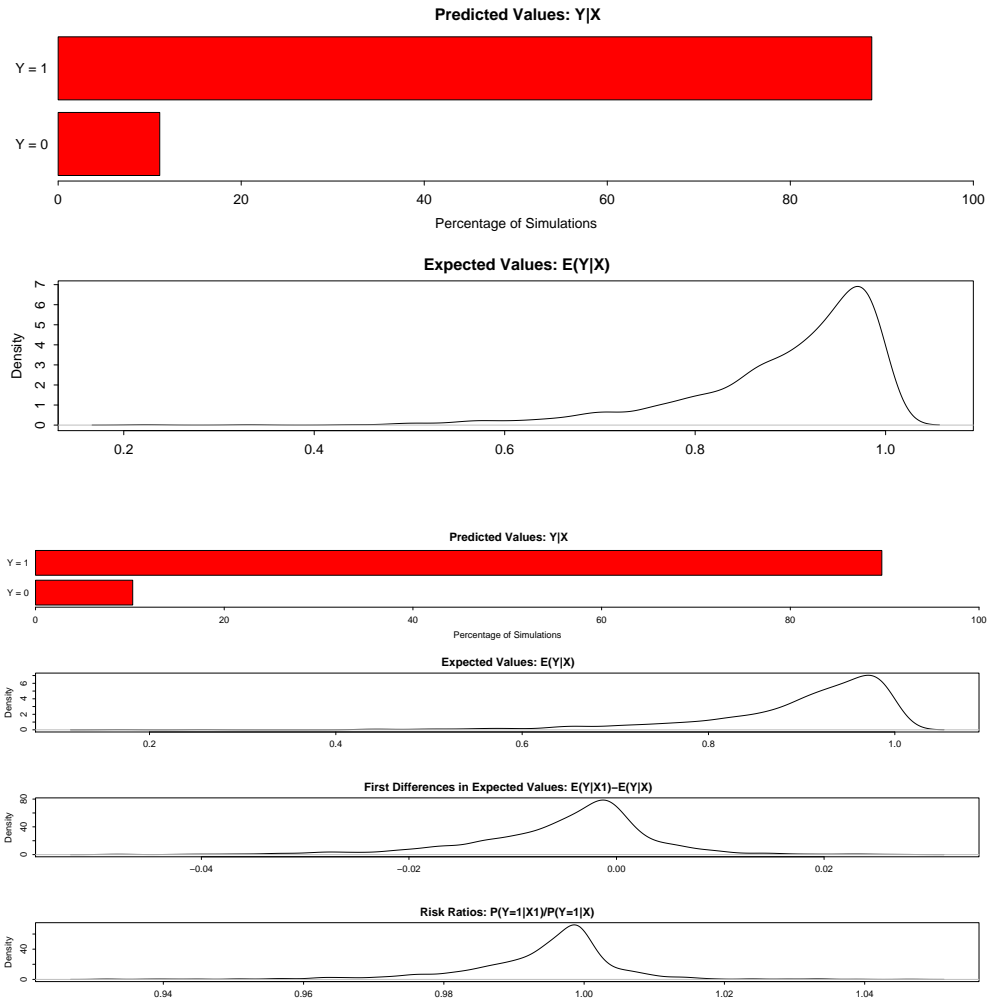 Predicted Values: Y|X
Y = 1
Y = 0
0 20 40 60 80 100
Percentage of Simulations
Expected Values: E(Y|X)
Density
0 1 2 3 4 5 6 7
0.2 0.4 0.6 0.8 1.0
Predicted Values: Y|X
Y = 1
Y = 0
0 20 40 60 80 100
Percentage of Simulations
Expected Values: E(Y|X)
Density
0 2 4 6
0.2 0.4 0.6 0.8 1.0
First Differences in Expected Values: E(Y|X1)−E(Y|X)
Density
0 40 80
−0.04 −0.02 0.00 0.02
Risk Ratios: P(Y=1|X1)/P(Y=1|X)
Density
0 40
0.94 0.96 0.98 1.00 1.02 1.04